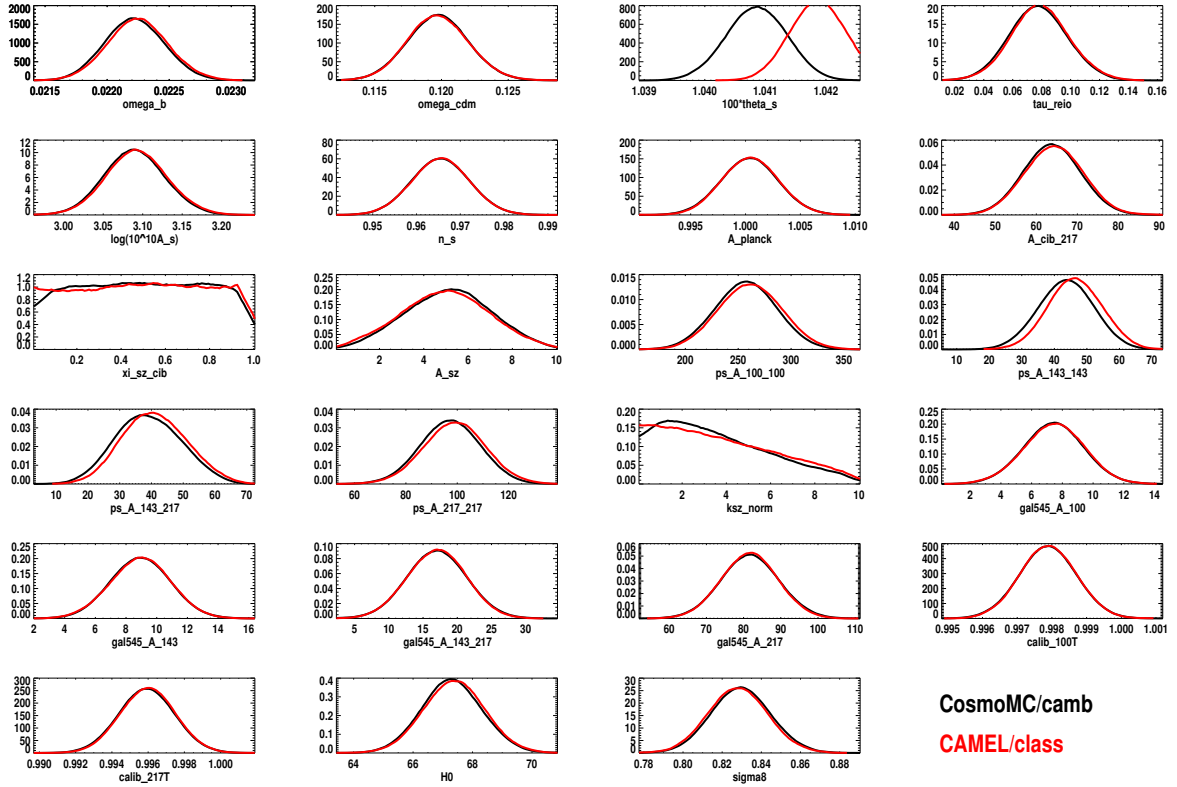 2000
1500
1000
500
0
0.0215 0.0220 0.0225 0.0230
omega_b
200
150
100
50
0
0.115 0.120 0.125
omega_cdm
800
600
400
200
0
1.039 1.040 1.041 1.042
100*theta_s
20
15
10
5
0
0.02 0.04 0.06 0.08 0.10 0.12 0.14 0.16
tau_reio
12
10
8
6
4
2
0
3.00 3.05 3.10 3.15 3.20
log(10^10A_s)
80
60
40
20
0
0.95 0.96 0.97 0.98 0.99
n_s
200
150
100
50
0
0.995 1.000 1.005 1.010
A_planck
0.06
0.04
0.02
0.00
40 50 60 70 80 90
A_cib_217
1.2
1.0
0.8
0.6
0.4
0.2
0.0
0.2 0.4 0.6 0.8 1.0
xi_sz_cib
0.25
0.20
0.15
0.10
0.05
0.00
2 4 6 8 10
A_sz
0.015
0.010
0.005
0.000
200 250 300 350
ps_A_100_100
0.05
0.04
0.03
0.02
0.01
0.00
10 20 30 40 50 60 70
ps_A_143_143
0.04
0.03
0.02
0.01
0.00
10 20 30 40 50 60 70
ps_A_143_217
0.04
0.03
0.02
0.01
0.00
60 80 100 120
ps_A_217_217
0.20
0.15
0.10
0.05
0.00
2 4 6 8 10
ksz_norm
0.25
0.20
0.15
0.10
0.05
0.00
2 4 6 8 10 12 14
gal545_A_100
0.25
0.20
0.15
0.10
0.05
0.00
2 4 6 8 10 12 14 16
gal545_A_143
0.10
0.08
0.06
0.04
0.02
0.00
10 20 30
gal545_A_143_217
0.06
0.05
0.04
0.03
0.02
0.01
0.00
60 70 80 90 100 110
gal545_A_217
500
400
300
200
100
0
0.995 0.996 0.997 0.998 0.999 1.000 1.001
calib_100T
300
250
200
150
100
50
0
0.990 0.992 0.994 0.996 0.998 1.000
calib_217T
0.4
0.3
0.2
0.1
0.0
64 66 68 70
H0
30
25
20
15
10
5
0
0.78 0.80 0.82 0.84 0.86 0.88
sigma8
CosmoMC/camb
CAMEL/class